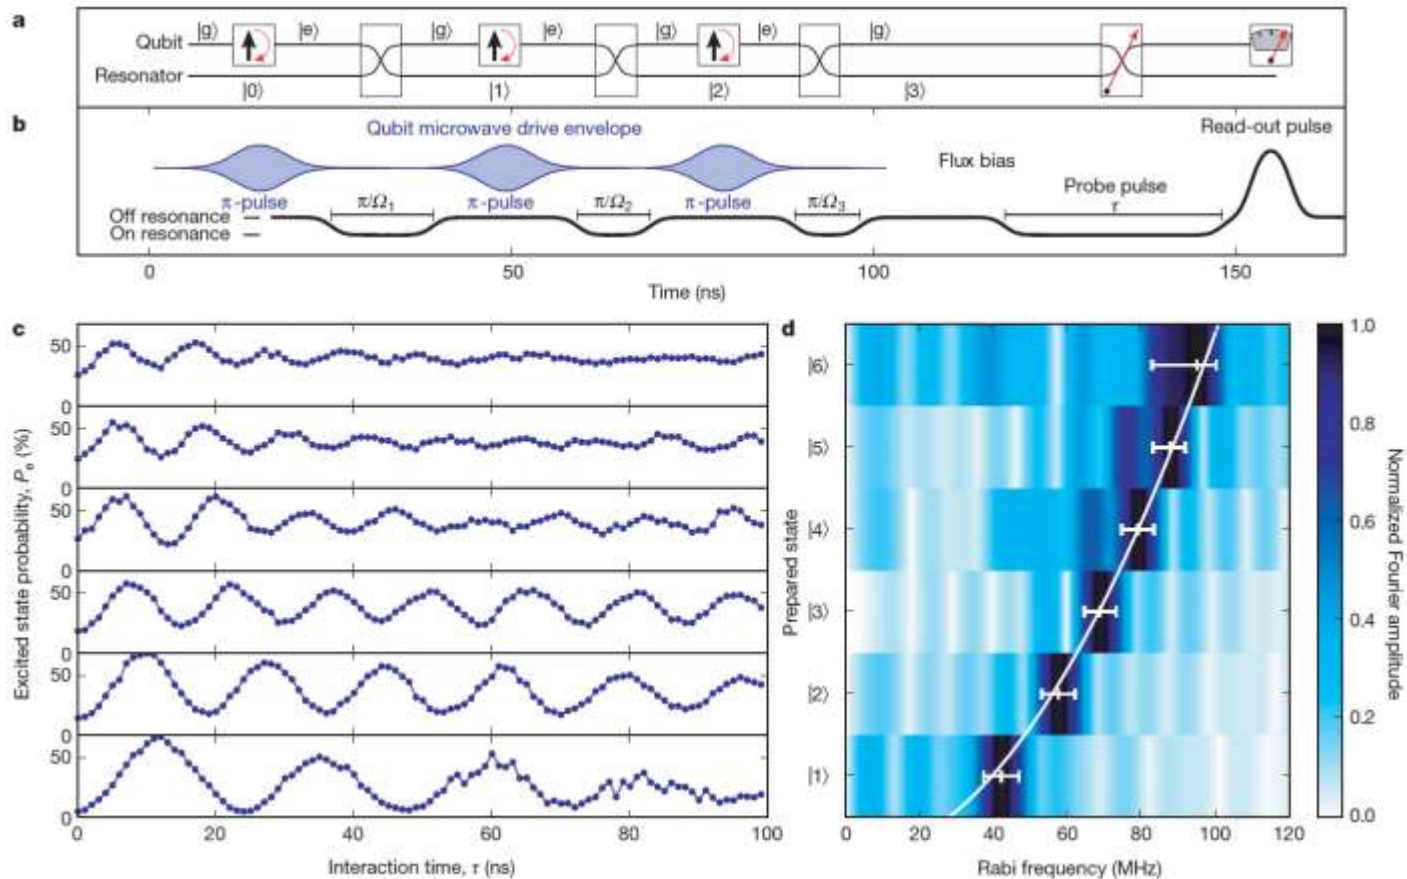 a
|g⟩ |e⟩ |g⟩ |e⟩ |g⟩ |e⟩ |g⟩
Qubit
Resonator
|0⟩ |1⟩ |2⟩ |3⟩
b
Qubit microwave drive envelope
Read-out pulse
Flux bias
Probe pulse
π-pulse π/Ω₁ π-pulse π/Ω₂ π-pulse π/Ω₃ τ
Off resonance
On resonance
0 50 100 150
Time (ns)
c
50
0
50
0
50
0
50
0
50
0
50
0
Excited state probability, Pₑ (%)
0 20 40 60 80 100
Interaction time, τ (ns)
d
|6⟩
|5⟩
|4⟩
|3⟩
|2⟩
|1⟩
Prepared state
0 20 40 60 80 100 120
Rabi frequency (MHz)
1.0
0.8
0.6
0.4
0.2
0.0
Normalized Fourier amplitude